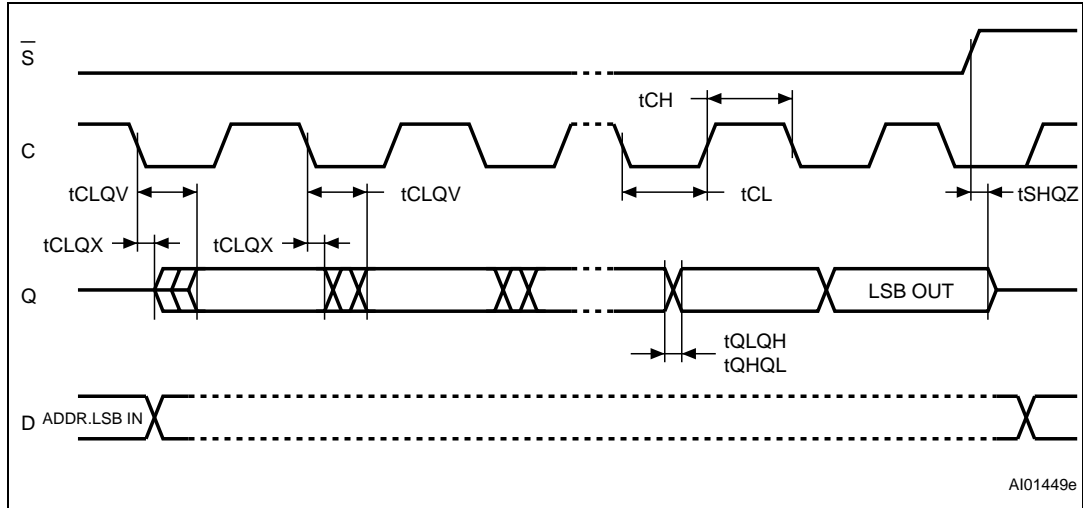 S
tCH
C
tCLQV tCLQV tCL tSHQZ
tCLQX tCLQX
Q LSB OUT
tQLQH
tQHQL
D ADDR.LSB IN
AI01449e